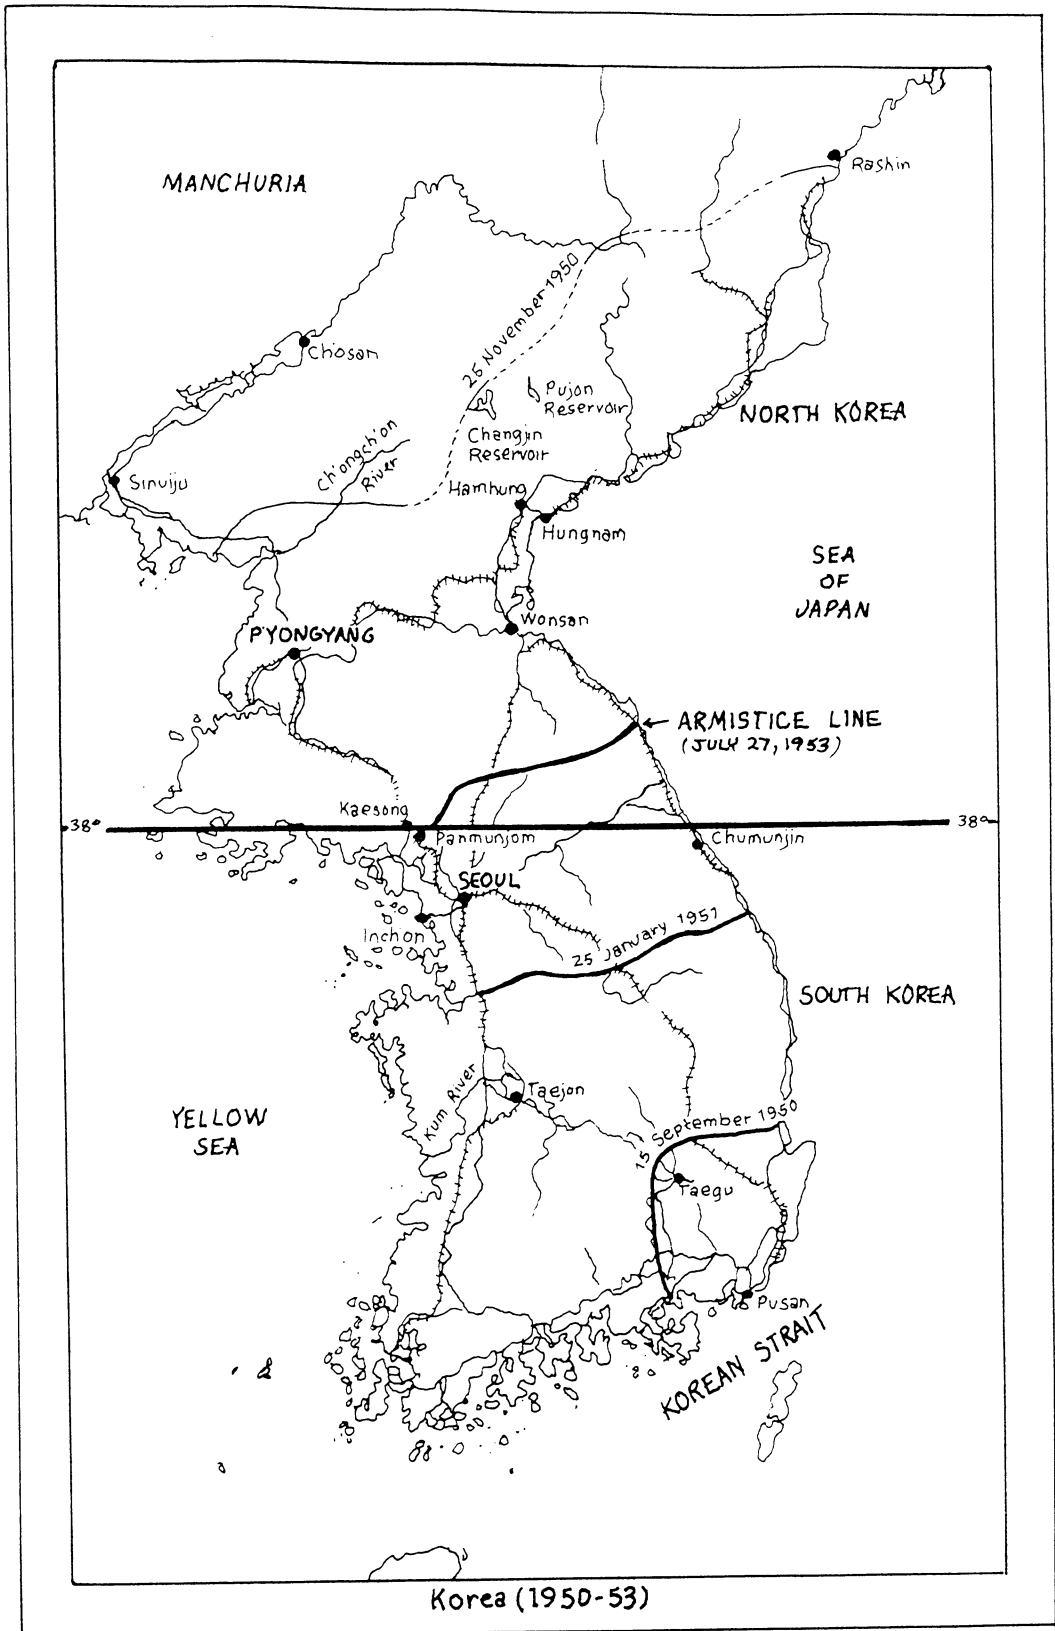 MANCHURIA
Rashin
25 November 1950
Chosan
Pujon
Reservoir
NORTH KOREA
Changjin
Reservoir
Ch'ongch'on
River
Sinuiju
Hamhung
Hungnam
SEA
OF
JAPAN
Wonsan
P'YONGYANG
ARMISTICE LINE
(JULY 27, 1953)
Kaesong
38°
38°
Panmunjom
Chumunjin
SEOUL
Inchon
25 January 1951
SOUTH KOREA
Kum River
Taejon
YELLOW
SEA
15 September 1950
Taegu
Pusan
KOREAN STRAIT
Korea (1950-53)